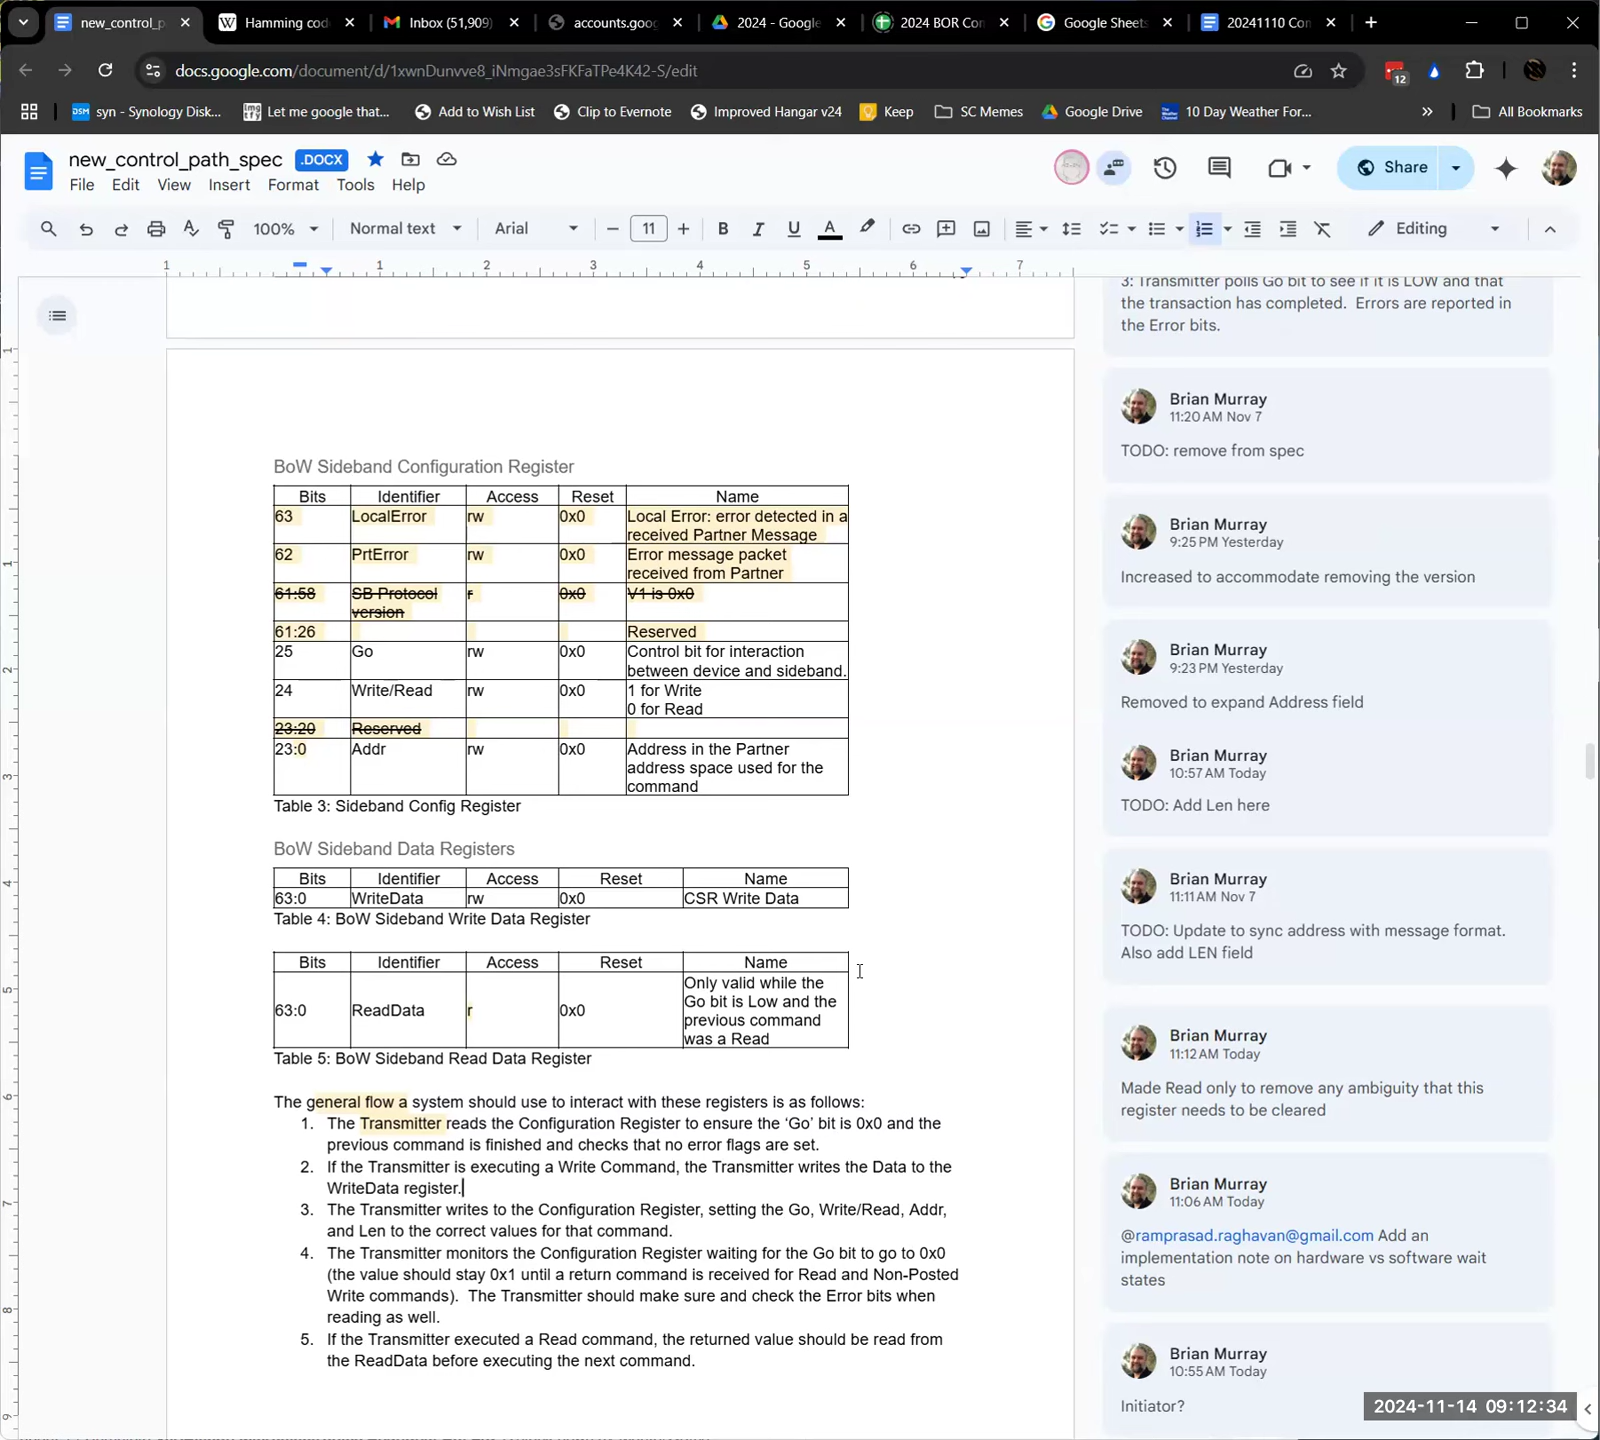 new_control_p
Hamming cod
Inbox (51,909)
accounts.goog
2024 - Google
2024 BOR Con
Google Sheets
20241110 Con
docs.google.com/document/d/1xwnDunvve8_iNmgae3sFKFaTPe4K42-S/edit
12
DSM syn - Synology Disk...
Let me google that...
Add to Wish List
Clip to Evernote
Improved Hangar v24
Keep
SC Memes
Google Drive
10 Day Weather For...
All Bookmarks
new_control_path_spec .DOCX
Share
File Edit View Insert Format Tools Help
100% Normal text Arial 11 B I U A Editing
1 1 2 3 4 5 6 7
BoW Sideband Configuration Register
Bits Identifier Access Reset Name
63 LocalError rw 0x0 Local Error: error detected in a
received Partner Message
62 PrtError rw 0x0 Error message packet
received from Partner
61:58 SB Protocol r 0x0 V1 is 0x0
version
61:26 Reserved
25 Go rw 0x0 Control bit for interaction
between device and sideband.
24 Write/Read rw 0x0 1 for Write
0 for Read
23:20 Reserved
23:0 Addr rw 0x0 Address in the Partner
address space used for the
command
Table 3: Sideband Config Register
BoW Sideband Data Registers
Bits Identifier Access Reset Name
63:0 WriteData rw 0x0 CSR Write Data
Table 4: BoW Sideband Write Data Register
Bits Identifier Access Reset Name
63:0 ReadData r 0x0 Only valid while the
Go bit is Low and the
previous command
was a Read
Table 5: BoW Sideband Read Data Register
The general flow a system should use to interact with these registers is as follows:
1. The Transmitter reads the Configuration Register to ensure the ‘Go’ bit is 0x0 and the
previous command is finished and checks that no error flags are set.
2. If the Transmitter is executing a Write Command, the Transmitter writes the Data to the
WriteData register.
3. The Transmitter writes to the Configuration Register, setting the Go, Write/Read, Addr,
and Len to the correct values for that command.
4. The Transmitter monitors the Configuration Register waiting for the Go bit to go to 0x0
(the value should stay 0x1 until a return command is received for Read and Non-Posted
Write commands). The Transmitter should make sure and check the Error bits when
reading as well.
5. If the Transmitter executed a Read command, the returned value should be read from
the ReadData before executing the next command.
3: Transmitter polls Go bit to see if it is LOW and that
the transaction has completed. Errors are reported in
the Error bits.
Brian Murray
11:20 AM Nov 7
TODO: remove from spec
Brian Murray
9:25 PM Yesterday
Increased to accommodate removing the version
Brian Murray
9:23 PM Yesterday
Removed to expand Address field
Brian Murray
10:57 AM Today
TODO: Add Len here
Brian Murray
11:11 AM Nov 7
TODO: Update to sync address with message format.
Also add LEN field
Brian Murray
11:12 AM Today
Made Read only to remove any ambiguity that this
register needs to be cleared
Brian Murray
11:06 AM Today
@ramprasad.raghavan@gmail.com Add an
implementation note on hardware vs software wait
states
Brian Murray
10:55 AM Today
Initiator?
2024-11-14 09:12:34
1
1
2
3
4
5
6
7
8
9